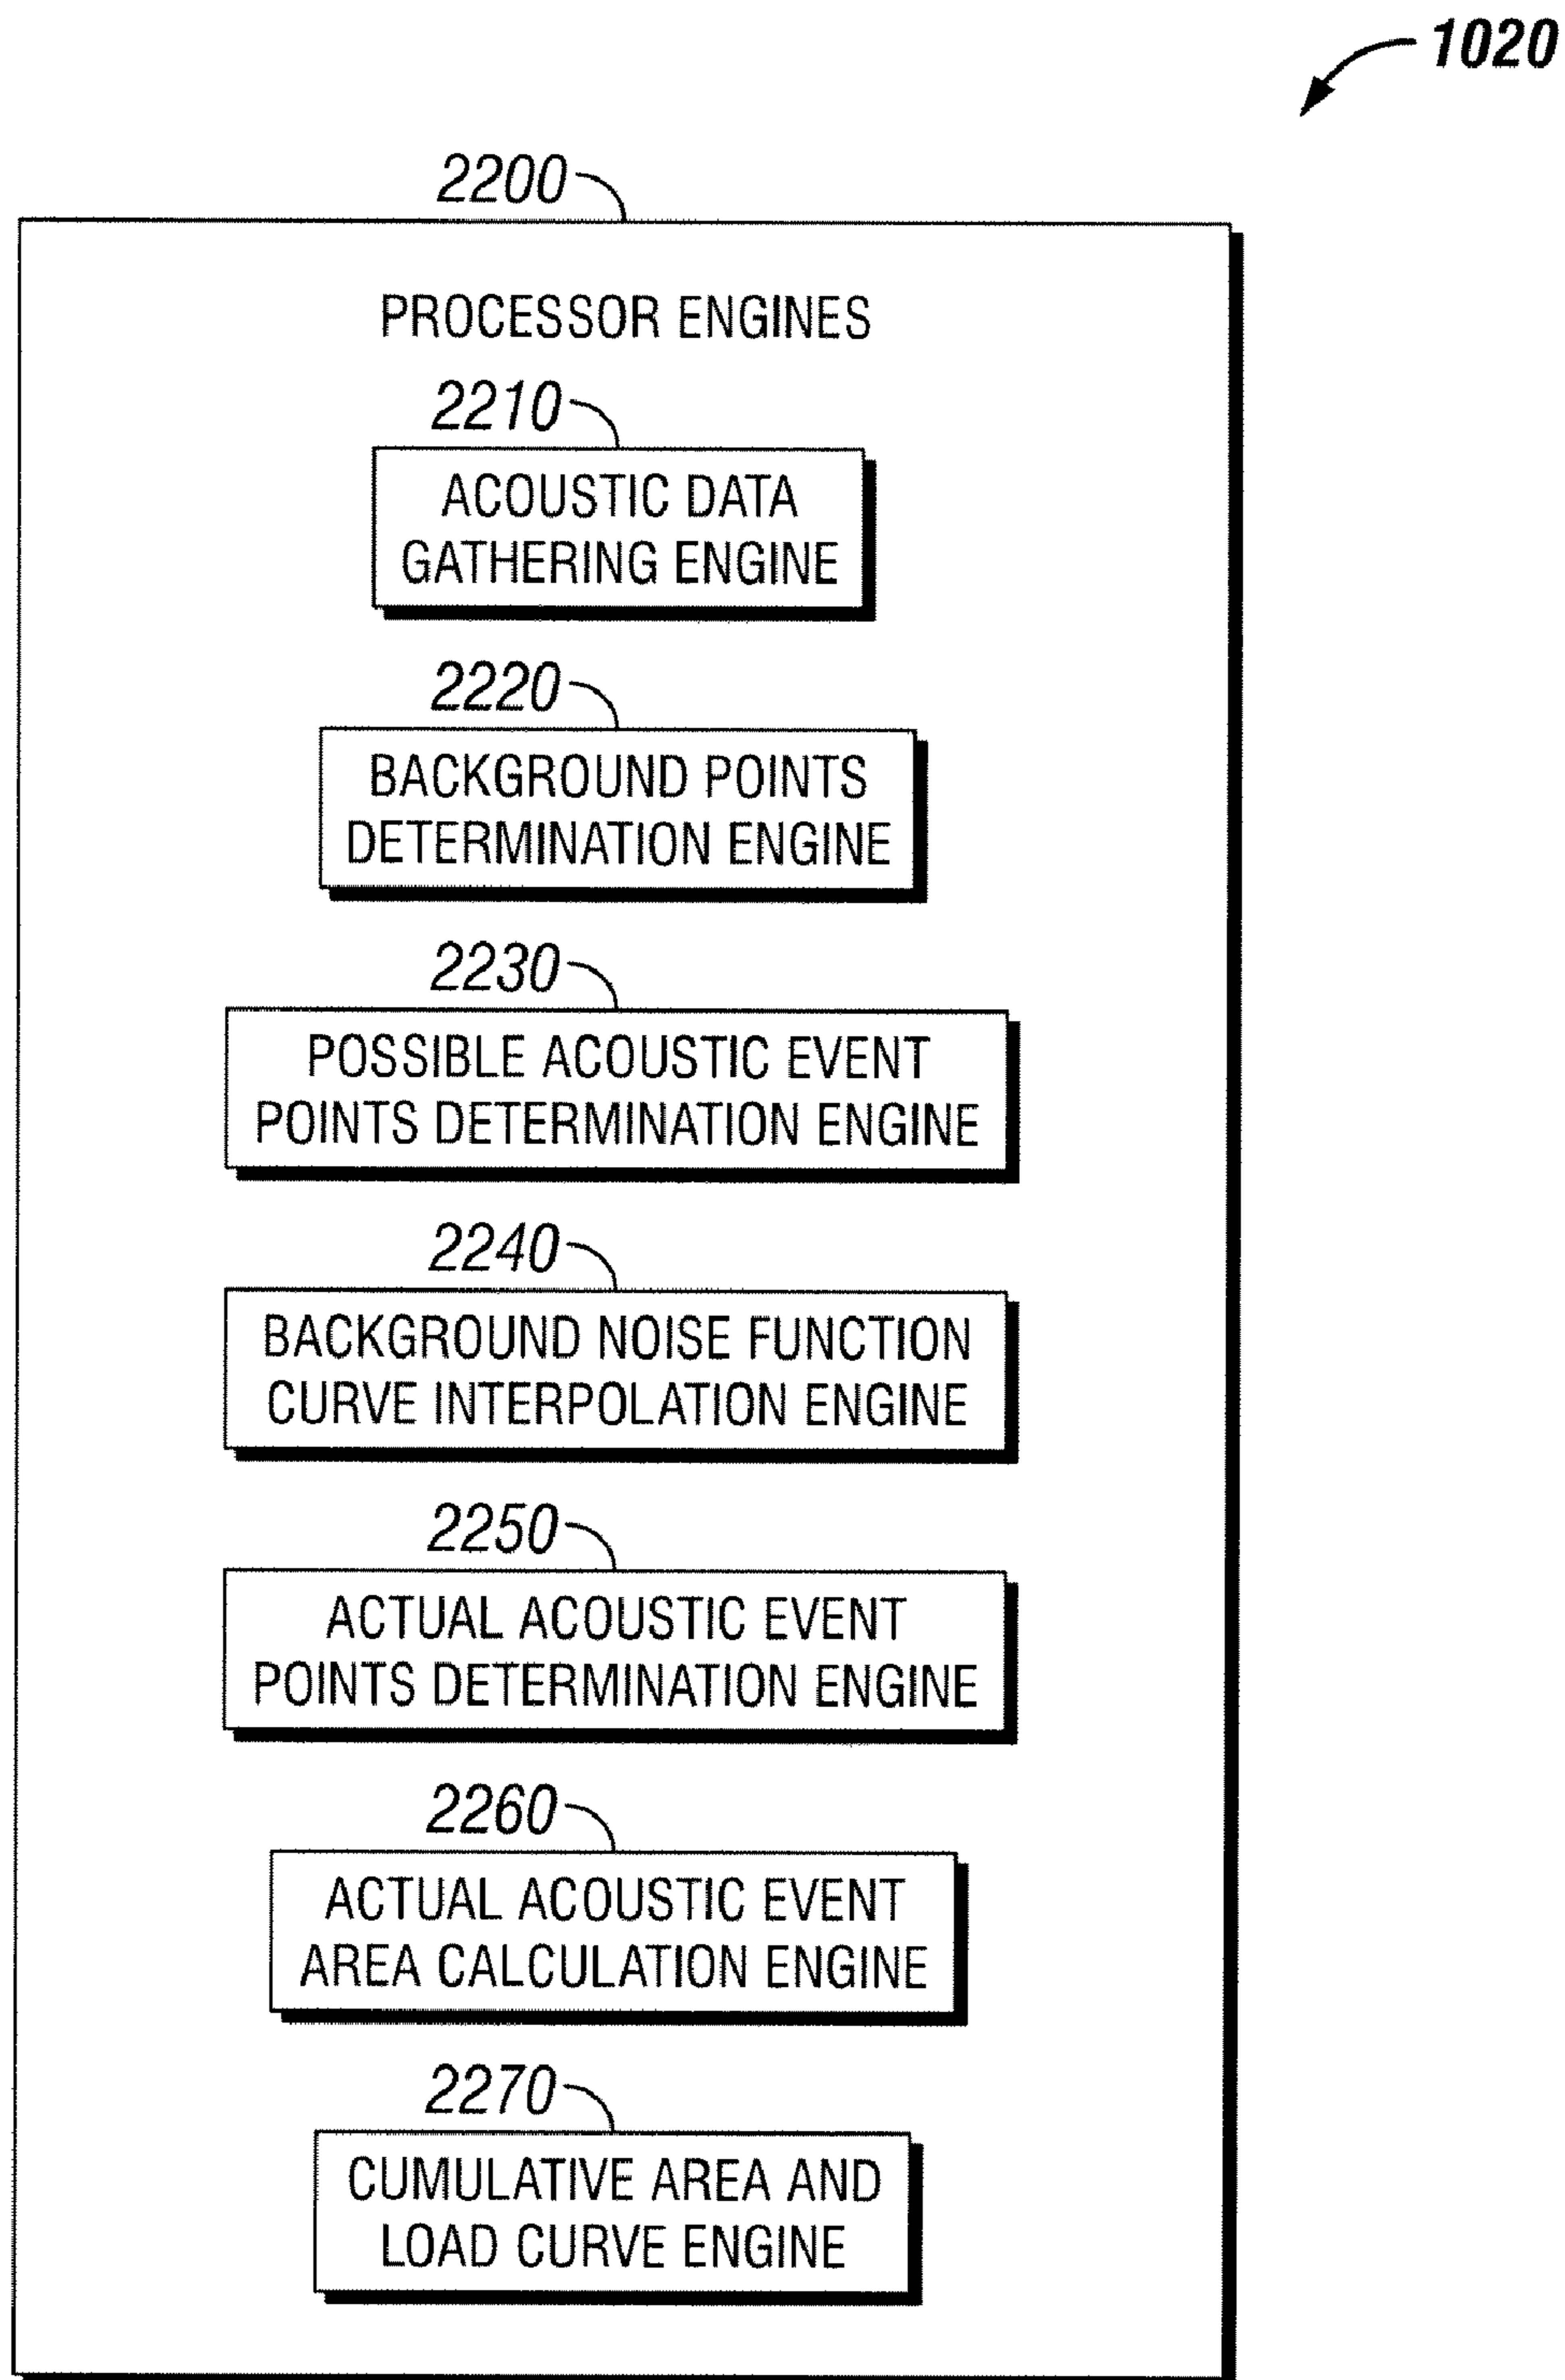 1020
2200
PROCESSOR ENGINES
2210
ACOUSTIC DATA
GATHERING ENGINE
2220
BACKGROUND POINTS
DETERMINATION ENGINE
2230
POSSIBLE ACOUSTIC EVENT
POINTS DETERMINATION ENGINE
2240
BACKGROUND NOISE FUNCTION
CURVE INTERPOLATION ENGINE
2250
ACTUAL ACOUSTIC EVENT
POINTS DETERMINATION ENGINE
2260
ACTUAL ACOUSTIC EVENT
AREA CALCULATION ENGINE
2270
CUMULATIVE AREA AND
LOAD CURVE ENGINE